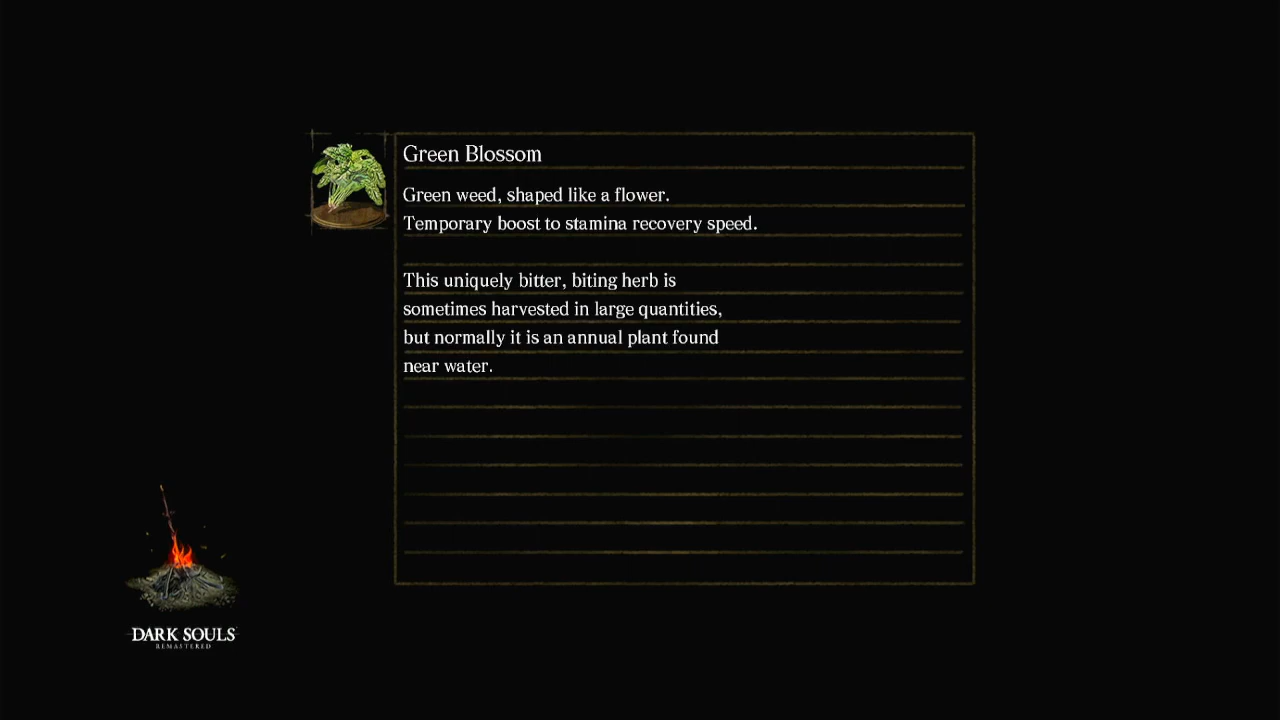 Green Blossom
Green weed, shaped like a flower.
Temporary boost to stamina recovery speed.
This uniquely bitter, biting herb is
sometimes harvested in large quantities,
but normally it is an annual plant found
near water.
DARK SOULS
REMASTERED